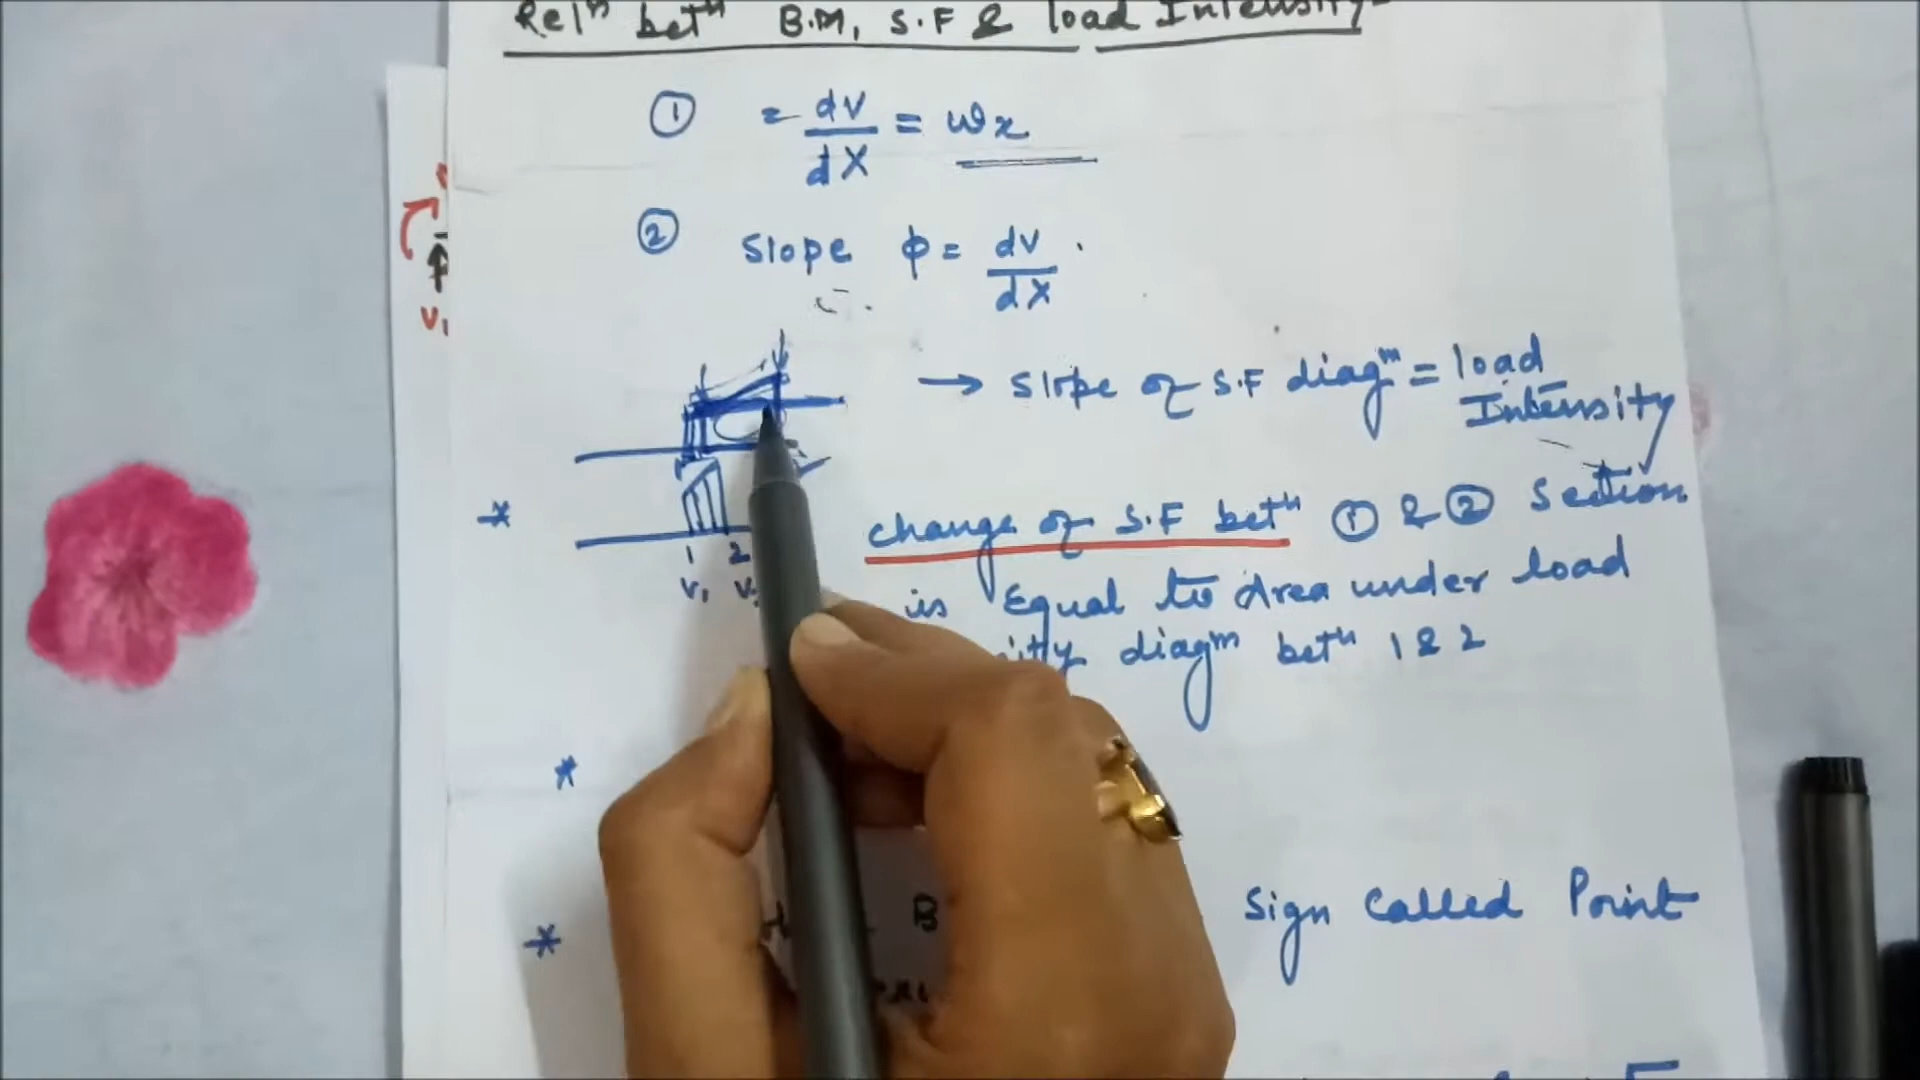 Relⁿ betⁿ B.M, S.F & load Intensity
① = dV/dX = wx
② Slope ϕ = dV/dX .
→ Slope of S.F diagᵐ = load
Intensity
V₁
* change of S.F betⁿ ① & ② Section
1 2
V₁ V
is Equal to Area under load
diagᵐ betⁿ 1 & 2
*
* B Sign Called Point